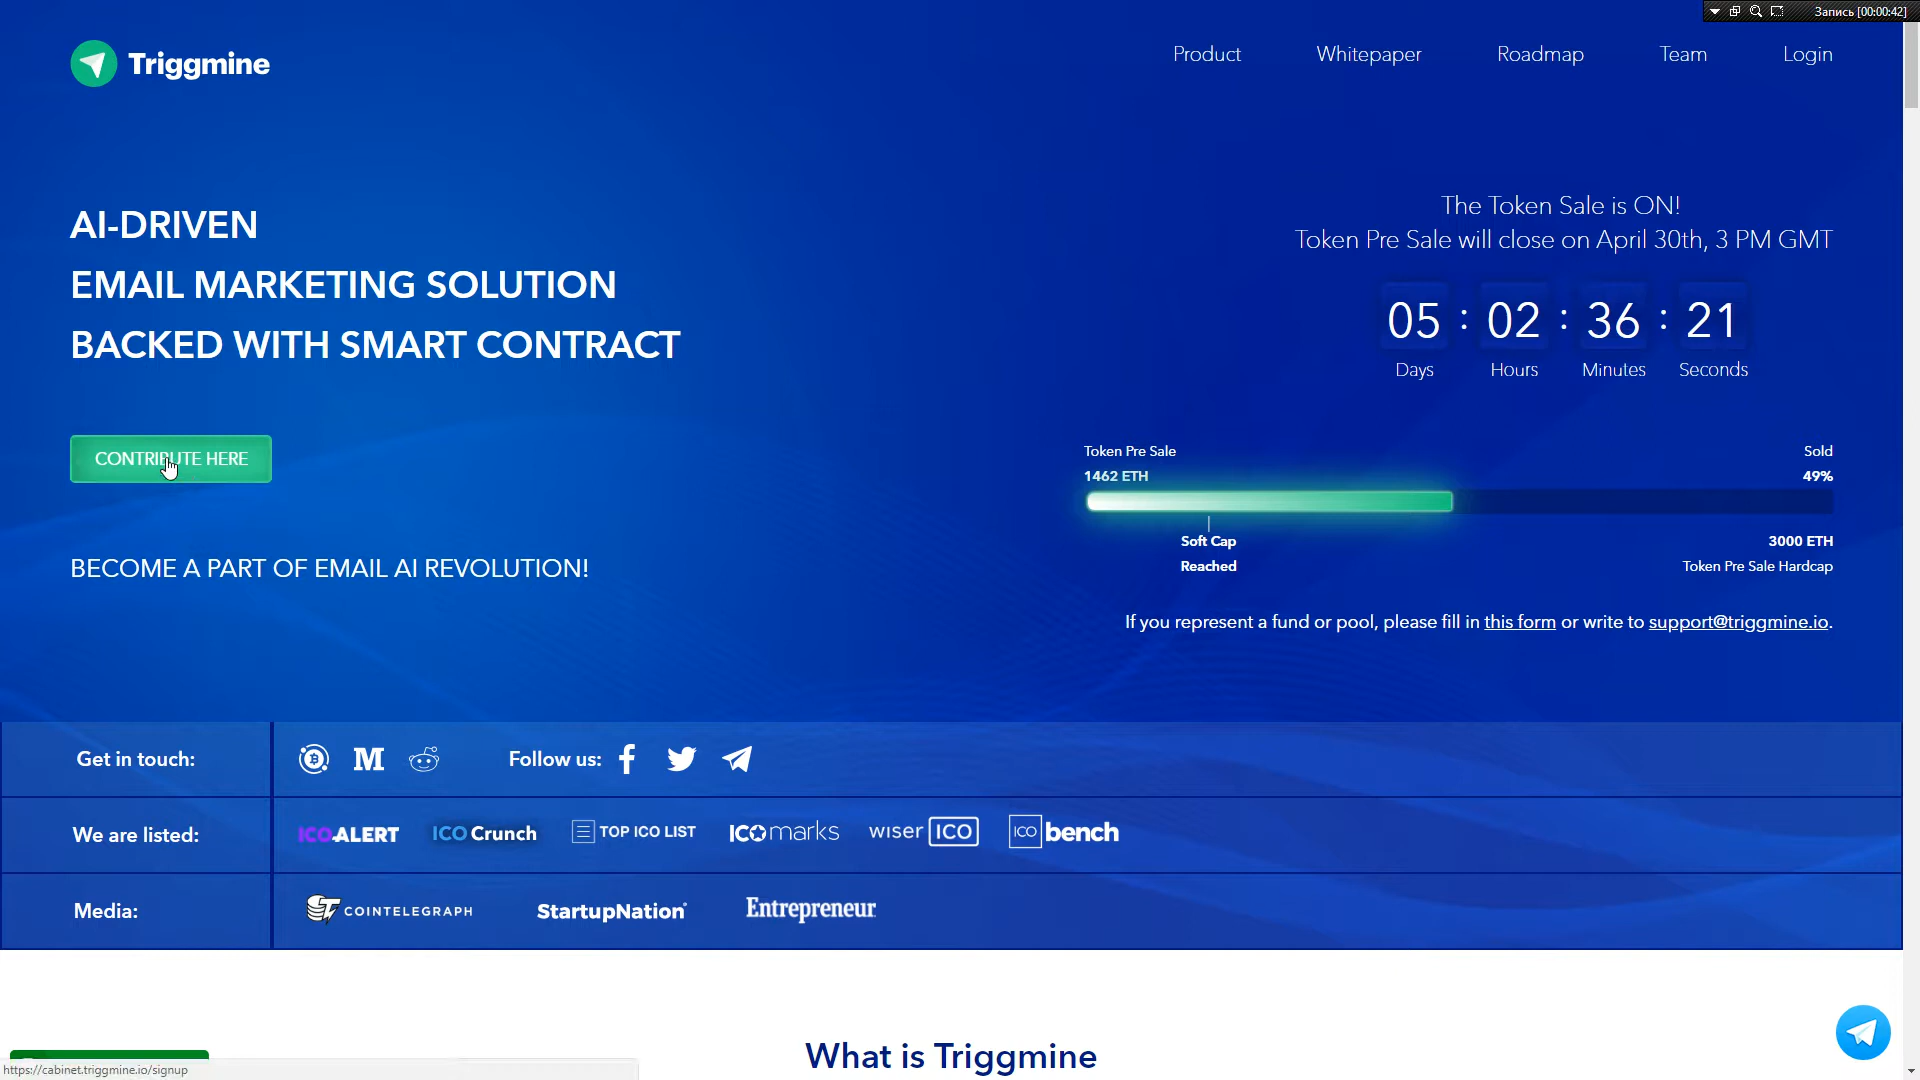 Запись [00:00:42]
Triggmine
Product
Whitepaper
Roadmap
Team
Login
AI-DRIVEN
EMAIL MARKETING SOLUTION
BACKED WITH SMART CONTRACT
CONTRIBUTE HERE
BECOME A PART OF EMAIL AI REVOLUTION!
The Token Sale is ON!
Token Pre Sale will close on April 30th, 3 PM GMT
05 : 02 : 36 : 21
Days Hours Minutes Seconds
Token Pre Sale
Sold
1462 ETH
49%
Soft Cap
Reached
3000 ETH
Token Pre Sale Hardcap
If you represent a fund or pool, please fill in this form or write to support@triggmine.io.
Get in touch:
M
Follow us:
We are listed:
ICOALERT
ICO Crunch
TOP ICO LIST
ICOmarks
wiser ICO
ICO bench
Media:
COINTELEGRAPH
StartupNation®
Entrepreneur
What is Triggmine
https://cabinet.triggmine.io/signup